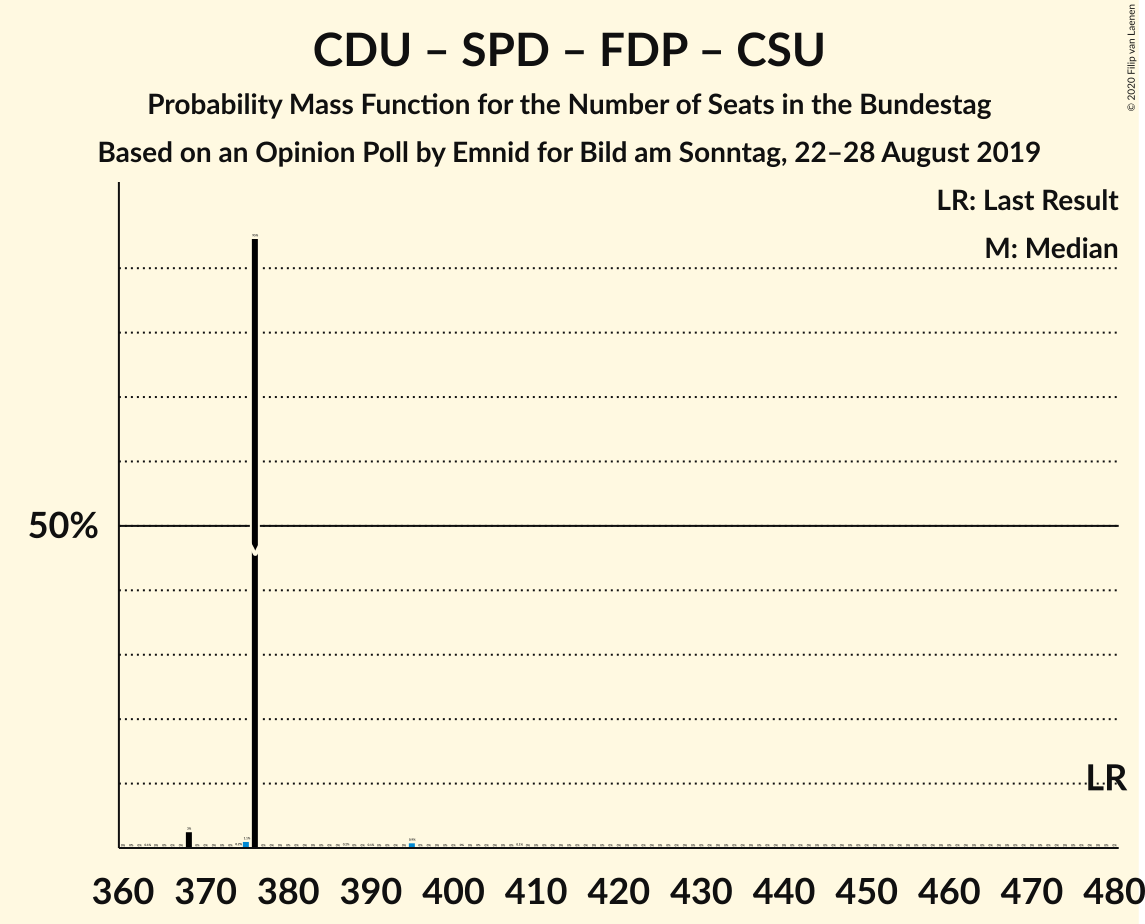 CDU – SPD – FDP – CSU
Probability Mass Function for the Number of Seats in the Bundestag
Based on an Opinion Poll by Emnid for Bild am Sonntag, 22–28 August 2019
© 2020 Filip van Laenen
LR: Last Result
M: Median
50%
LR
360 370 380 390 400 410 420 430 440 450 460 470 480